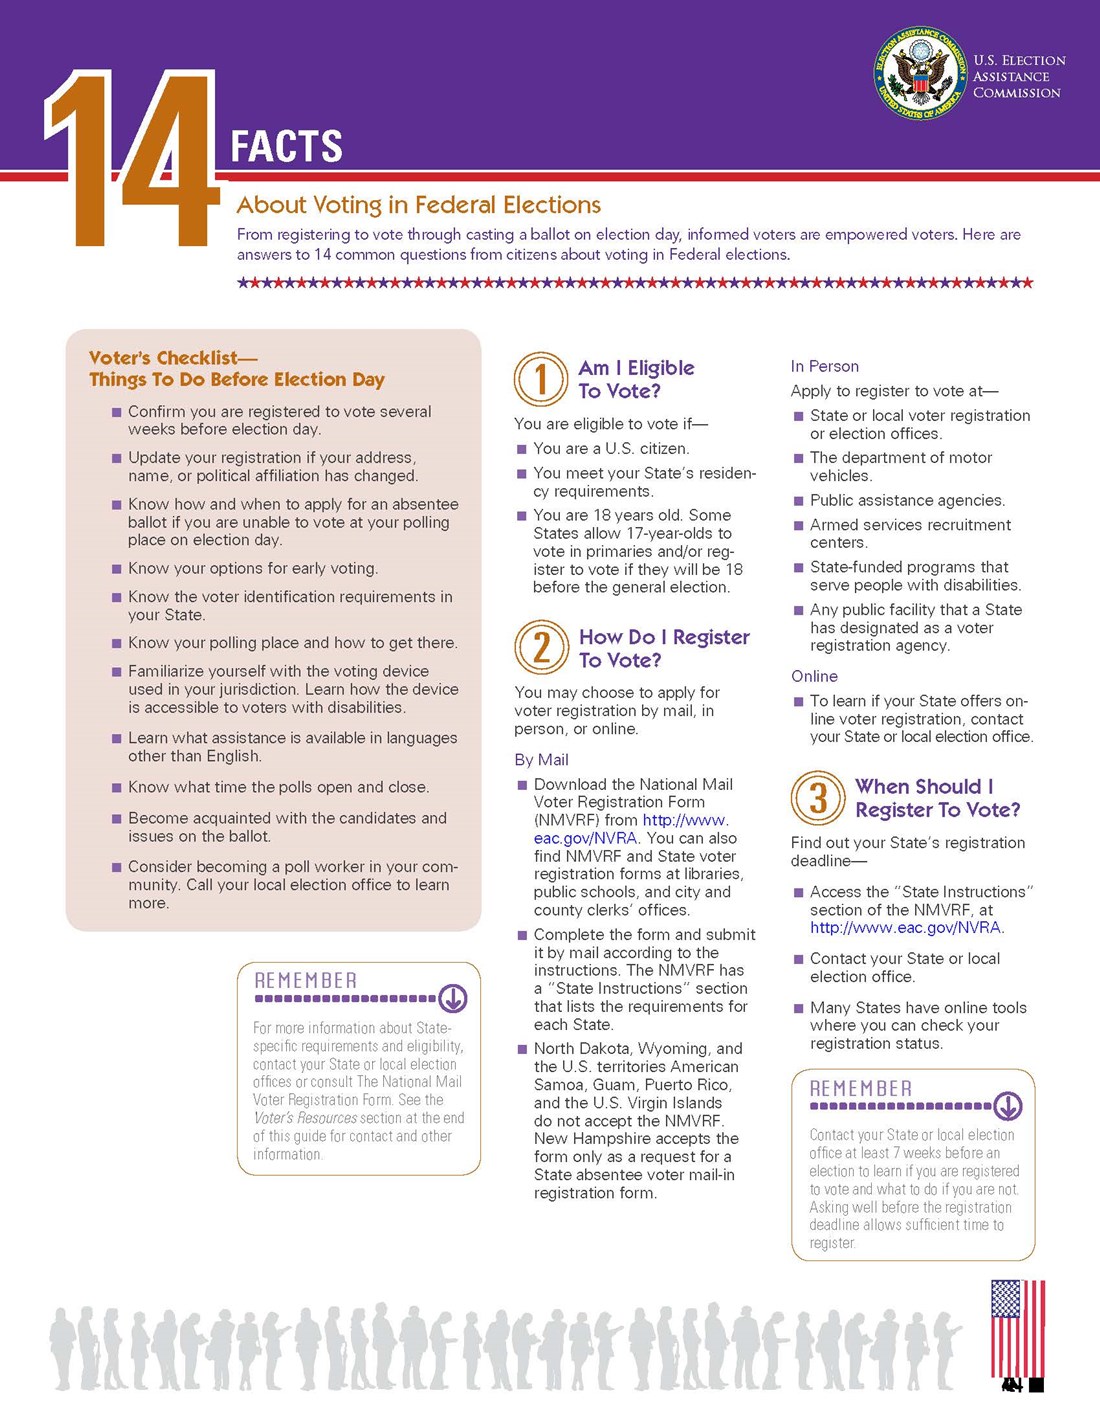 U.S. ELECTION
ASSISTANCE
COMMISSION
ELECTION ASSISTANCE COMMISSION
UNITED STATES OF AMERICA
14 FACTS
About Voting in Federal Elections
From registering to vote through casting a ballot on election day, informed voters are empowered voters. Here are
answers to 14 common questions from citizens about voting in Federal elections.
Voter's Checklist—
Things To Do Before Election Day
■ Confirm you are registered to vote several
weeks before election day.
■ Update your registration if your address,
name, or political affiliation has changed.
■ Know how and when to apply for an absentee
ballot if you are unable to vote at your polling
place on election day.
■ Know your options for early voting.
■ Know the voter identification requirements in
your State.
■ Know your polling place and how to get there.
■ Familiarize yourself with the voting device
used in your jurisdiction. Learn how the device
is accessible to voters with disabilities.
■ Learn what assistance is available in languages
other than English.
■ Know what time the polls open and close.
■ Become acquainted with the candidates and
issues on the ballot.
■ Consider becoming a poll worker in your com-
munity. Call your local election office to learn
more.
REMEMBER
For more information about State-
specific requirements and eligibility,
contact your State or local election
offices or consult The National Mail
Voter Registration Form. See the
Voter's Resources section at the end
of this guide for contact and other
information.
1 Am I Eligible
To Vote?
You are eligible to vote if—
■ You are a U.S. citizen.
■ You meet your State's residen-
cy requirements.
■ You are 18 years old. Some
States allow 17-year-olds to
vote in primaries and/or reg-
ister to vote if they will be 18
before the general election.
2 How Do I Register
To Vote?
You may choose to apply for
voter registration by mail, in
person, or online.
By Mail
■ Download the National Mail
Voter Registration Form
(NMVRF) from http://www.
eac.gov/NVRA. You can also
find NMVRF and State voter
registration forms at libraries,
public schools, and city and
county clerks' offices.
■ Complete the form and submit
it by mail according to the
instructions. The NMVRF has
a "State Instructions" section
that lists the requirements for
each State.
■ North Dakota, Wyoming, and
the U.S. territories American
Samoa, Guam, Puerto Rico,
and the U.S. Virgin Islands
do not accept the NMVRF.
New Hampshire accepts the
form only as a request for a
State absentee voter mail-in
registration form.
In Person
Apply to register to vote at—
■ State or local voter registration
or election offices.
■ The department of motor
vehicles.
■ Public assistance agencies.
■ Armed services recruitment
centers.
■ State-funded programs that
serve people with disabilities.
■ Any public facility that a State
has designated as a voter
registration agency.
Online
■ To learn if your State offers on-
line voter registration, contact
your State or local election office.
3 When Should I
Register To Vote?
Find out your State's registration
deadline—
■ Access the "State Instructions"
section of the NMVRF, at
http://www.eac.gov/NVRA.
■ Contact your State or local
election office.
■ Many States have online tools
where you can check your
registration status.
REMEMBER
Contact your State or local election
office at least 7 weeks before an
election to learn if you are registered
to vote and what to do if you are not.
Asking well before the registration
deadline allows sufficient time to
register.